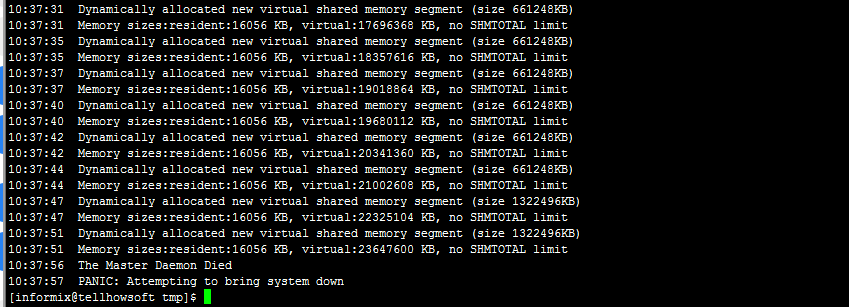 10:37:31  Dynamically allocated new virtual shared memory segment (size 661248KB)
10:37:31  Memory sizes:resident:16056 KB, virtual:17696368 KB, no SHMTOTAL limit
10:37:35  Dynamically allocated new virtual shared memory segment (size 661248KB)
10:37:35  Memory sizes:resident:16056 KB, virtual:18357616 KB, no SHMTOTAL limit
10:37:37  Dynamically allocated new virtual shared memory segment (size 661248KB)
10:37:37  Memory sizes:resident:16056 KB, virtual:19018864 KB, no SHMTOTAL limit
10:37:40  Dynamically allocated new virtual shared memory segment (size 661248KB)
10:37:40  Memory sizes:resident:16056 KB, virtual:19680112 KB, no SHMTOTAL limit
10:37:42  Dynamically allocated new virtual shared memory segment (size 661248KB)
10:37:42  Memory sizes:resident:16056 KB, virtual:20341360 KB, no SHMTOTAL limit
10:37:44  Dynamically allocated new virtual shared memory segment (size 661248KB)
10:37:44  Memory sizes:resident:16056 KB, virtual:21002608 KB, no SHMTOTAL limit
10:37:47  Dynamically allocated new virtual shared memory segment (size 1322496KB)
10:37:47  Memory sizes:resident:16056 KB, virtual:22325104 KB, no SHMTOTAL limit
10:37:51  Dynamically allocated new virtual shared memory segment (size 1322496KB)
10:37:51  Memory sizes:resident:16056 KB, virtual:23647600 KB, no SHMTOTAL limit
10:37:56  The Master Daemon Died
10:37:57  PANIC: Attempting to bring system down
[informix@tellhowsoft tmp]$